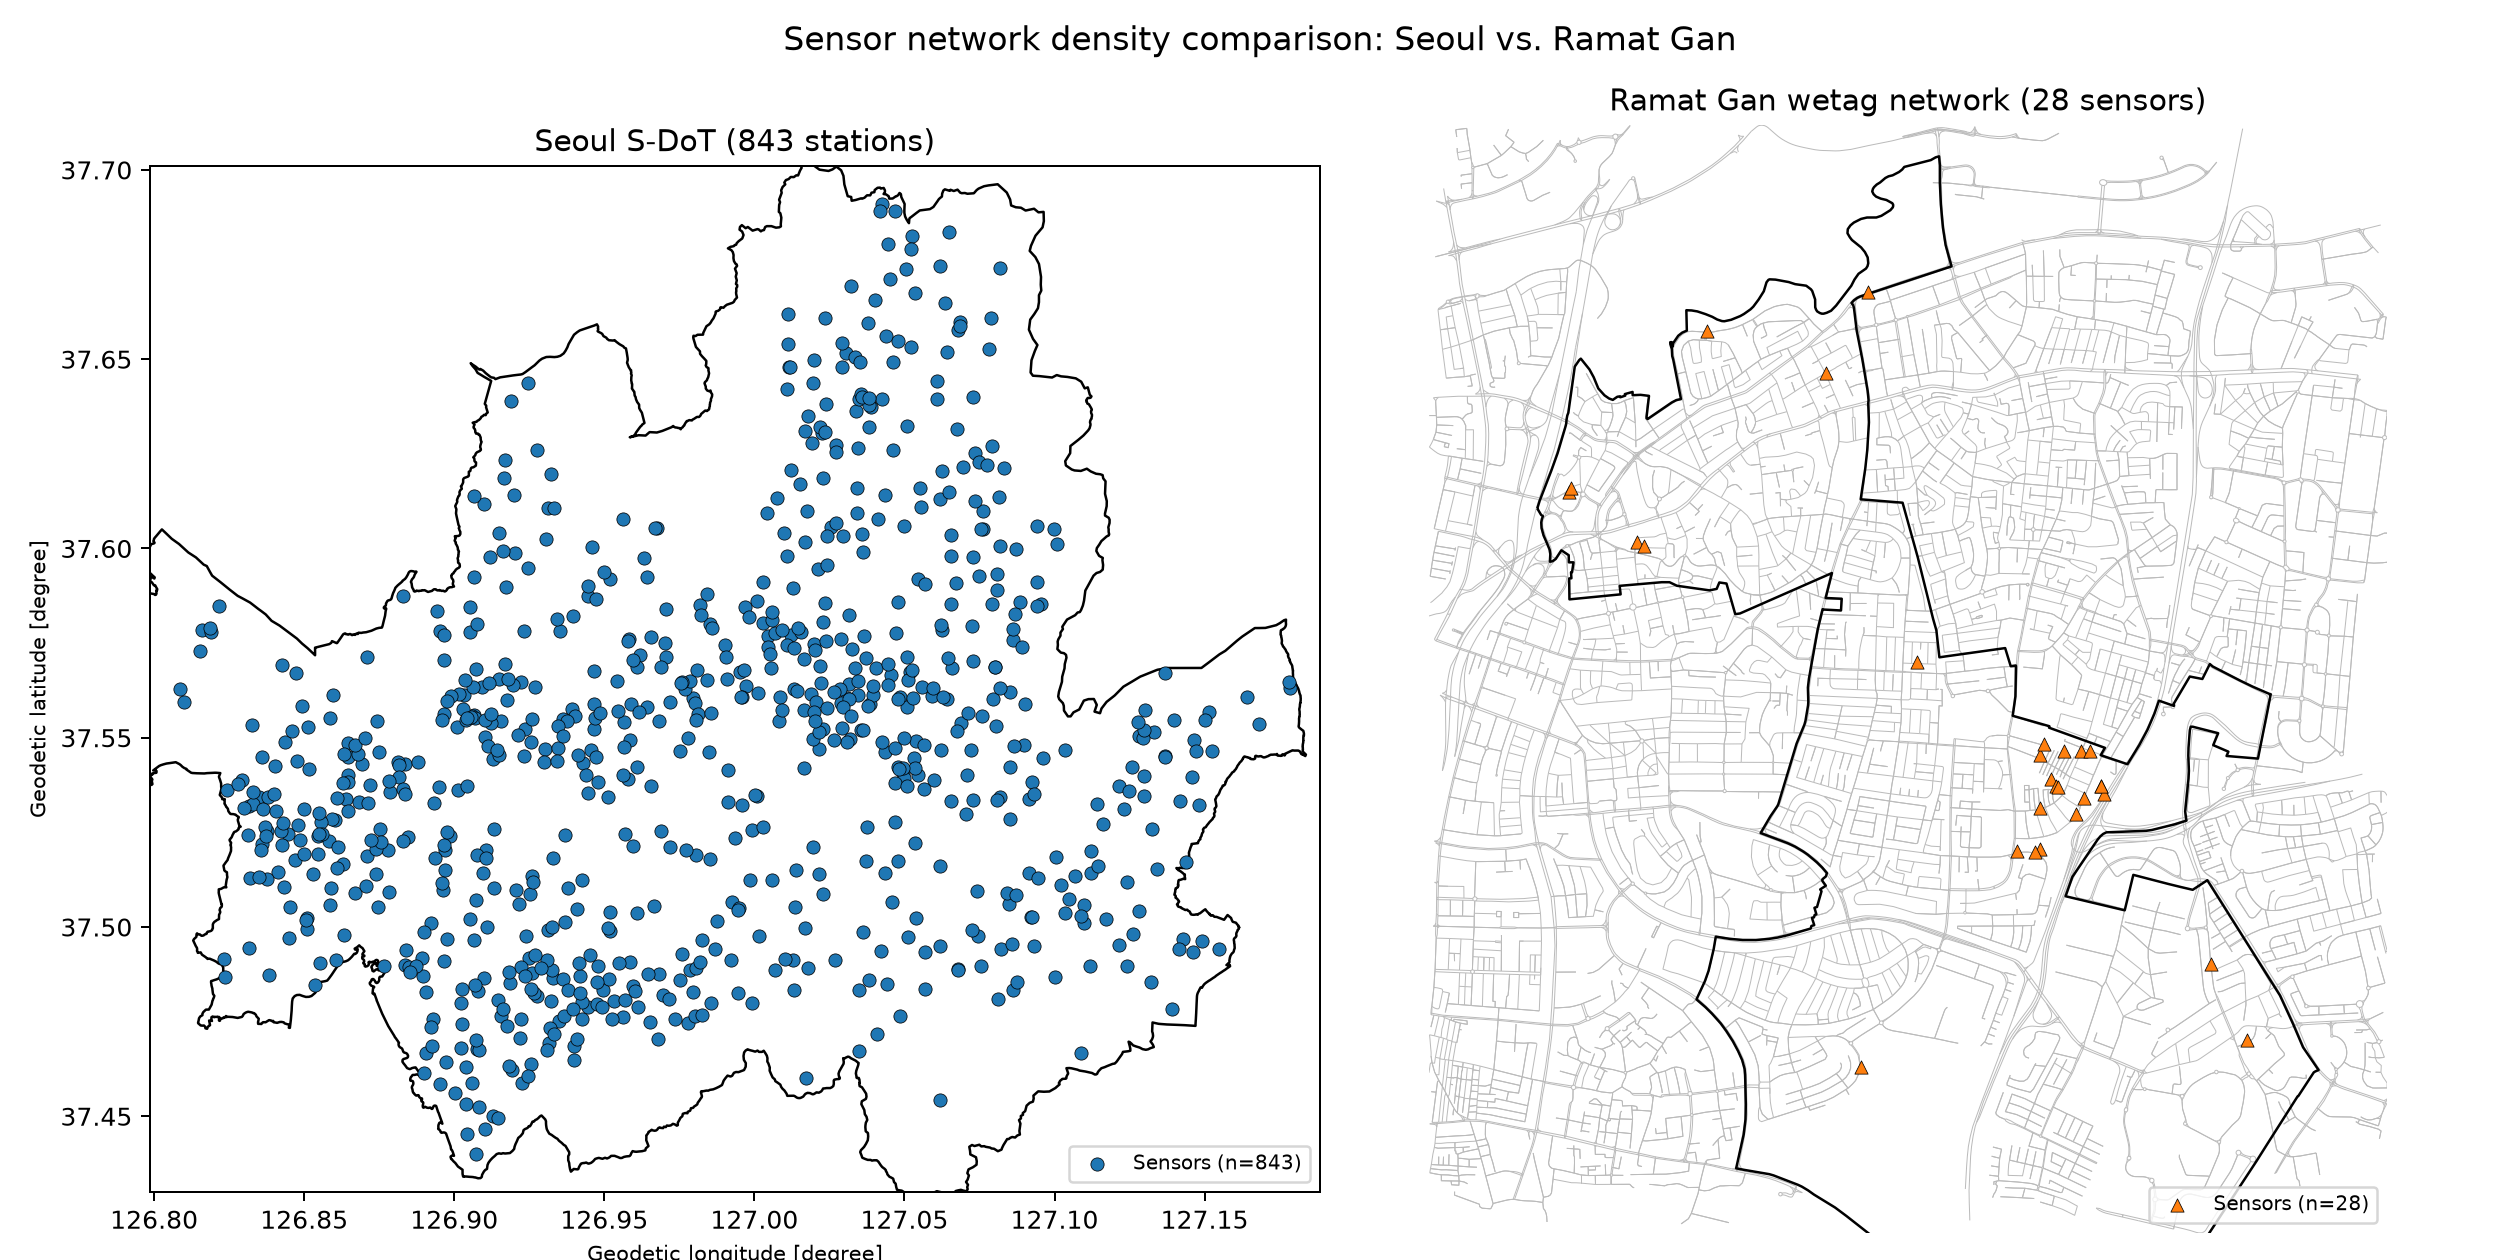 Sensor network density comparison: Seoul vs. Ramat Gan
Seoul S-DoT (843 stations)
37.70
37.65
37.60
37.55
37.50
37.45
Geodetic latitude [degree]
126.80 126.85 126.90 126.95 127.00 127.05 127.10 127.15
Geodetic longitude [degree]
Sensors (n=843)
Ramat Gan wetag network (28 sensors)
Sensors (n=28)